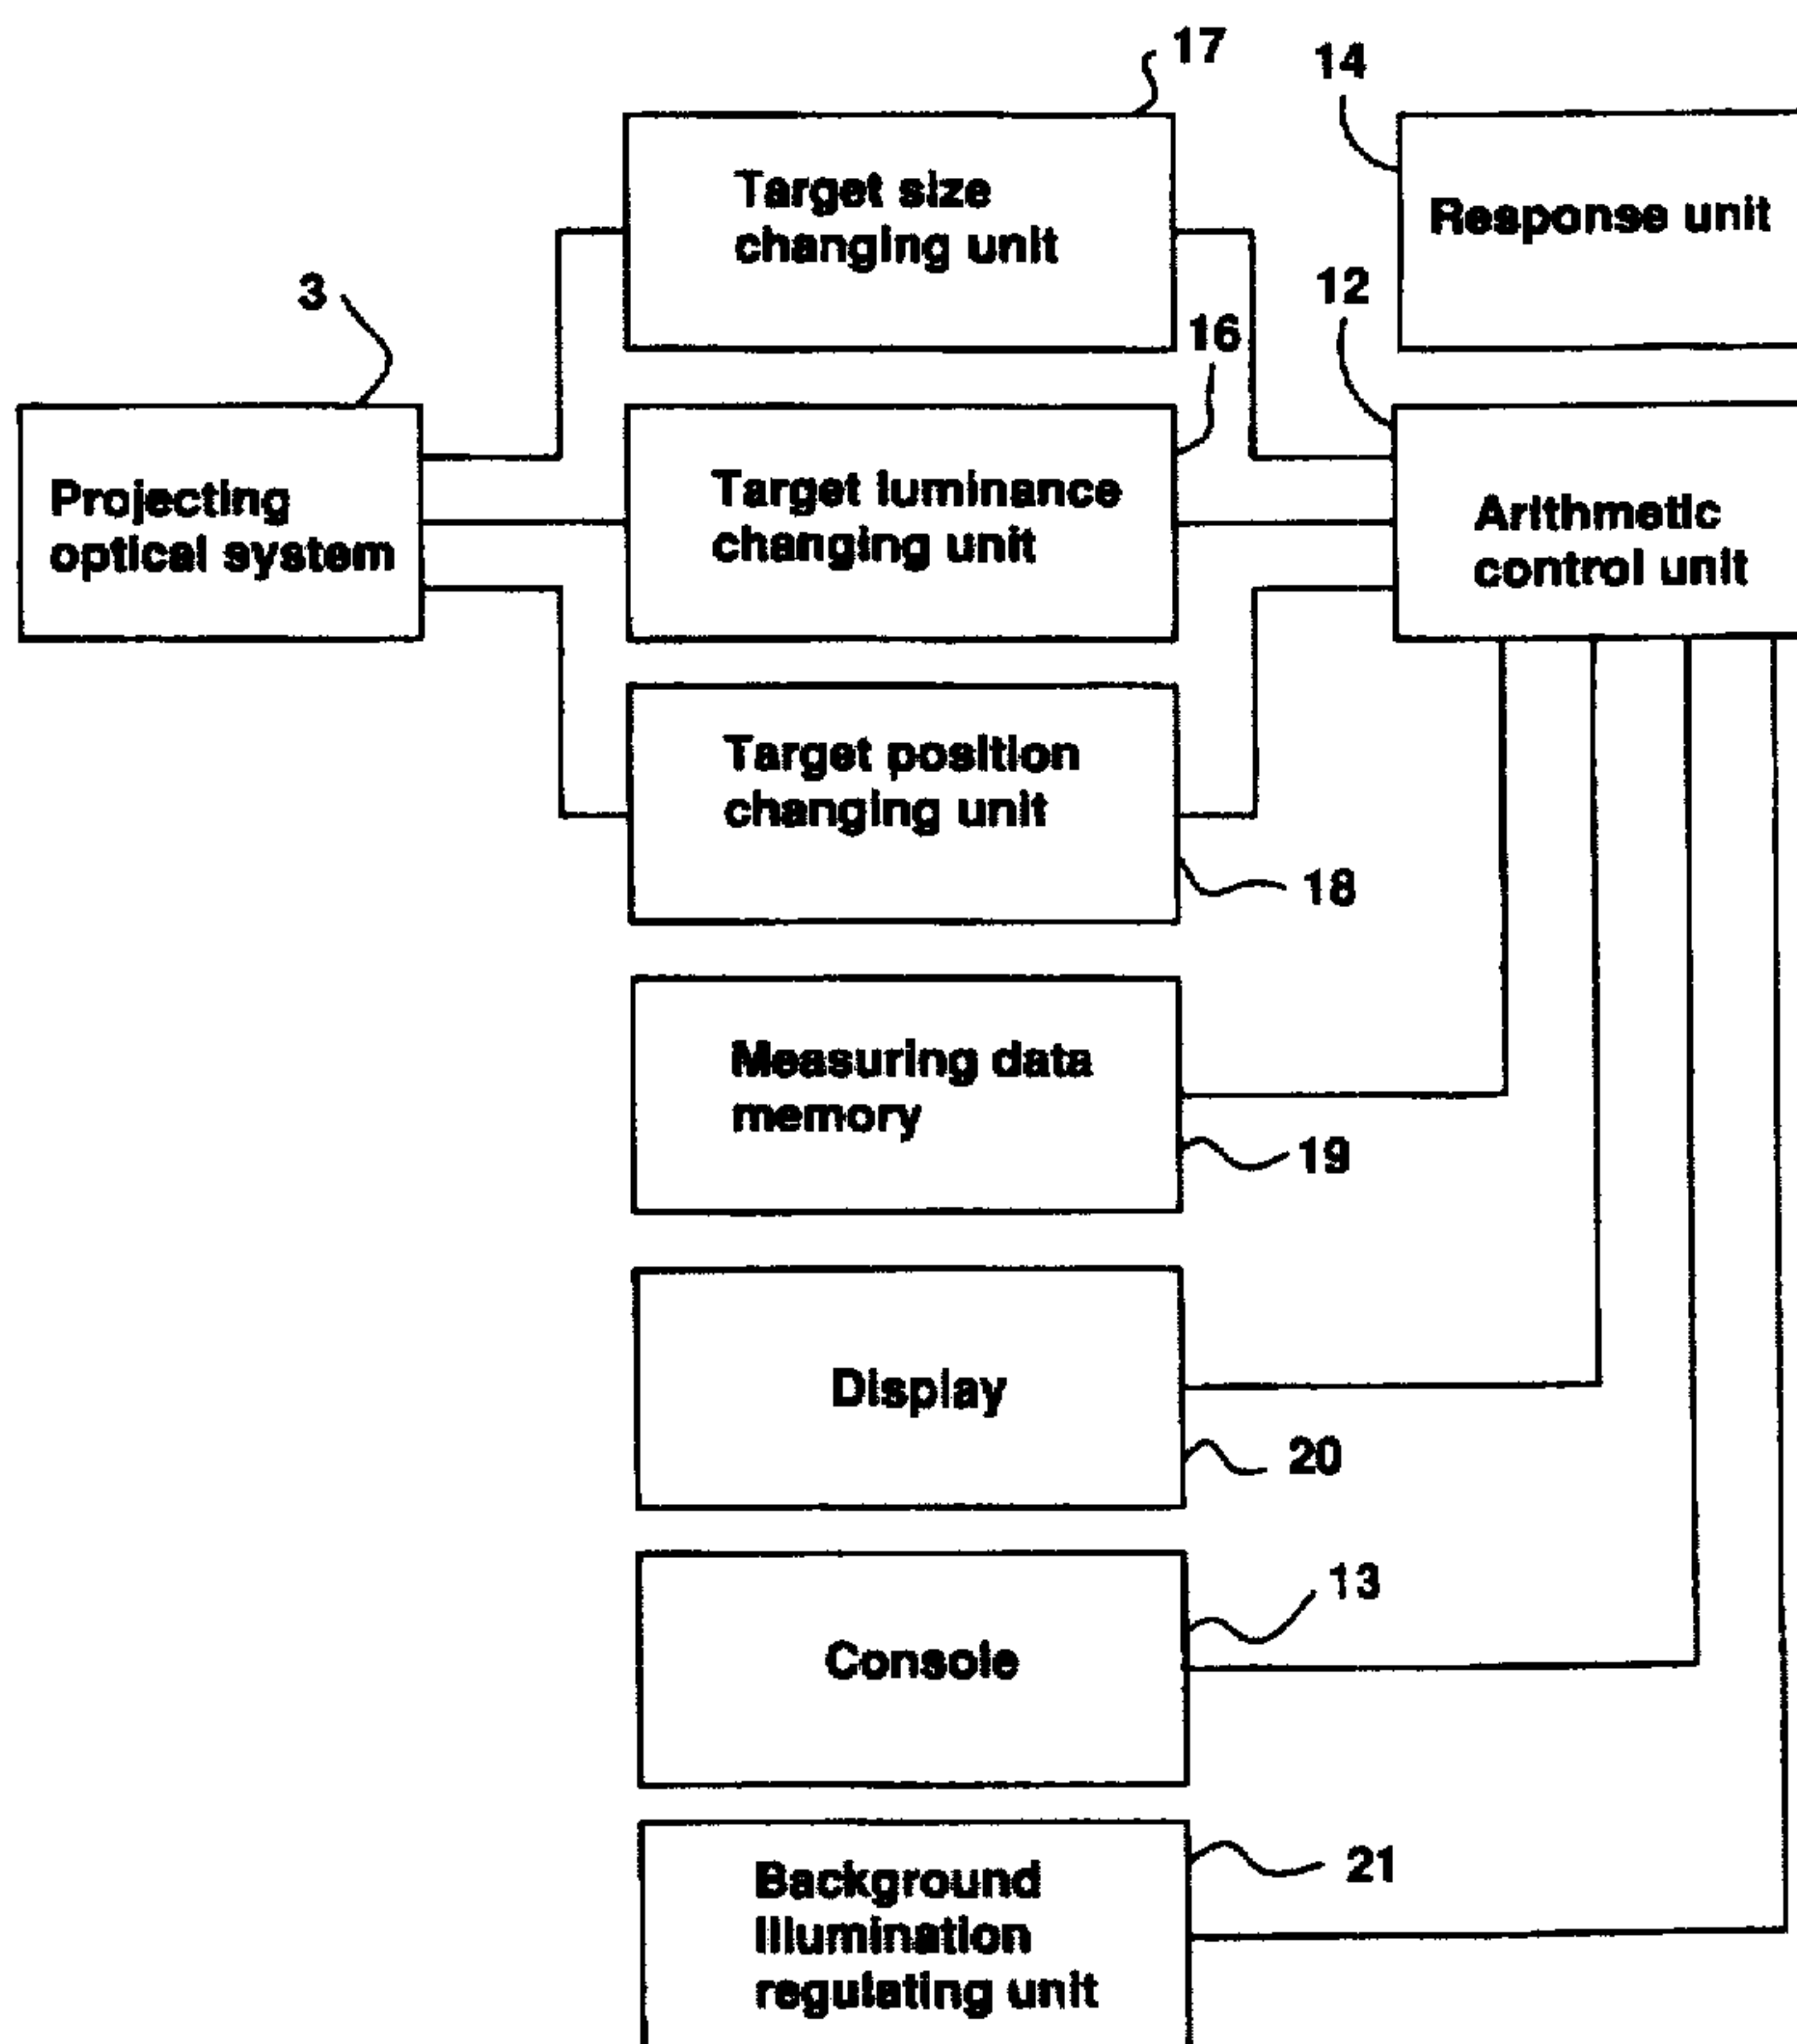 17
14
Target size
changing unit
Response unit
3
12
16
Projecting
optical system
Target luminance
changing unit
Arithmetic
control unit
Target position
changing unit
18
Measuring data
memory
19
Display
20
13
Console
21
Background
illumination
regulating unit